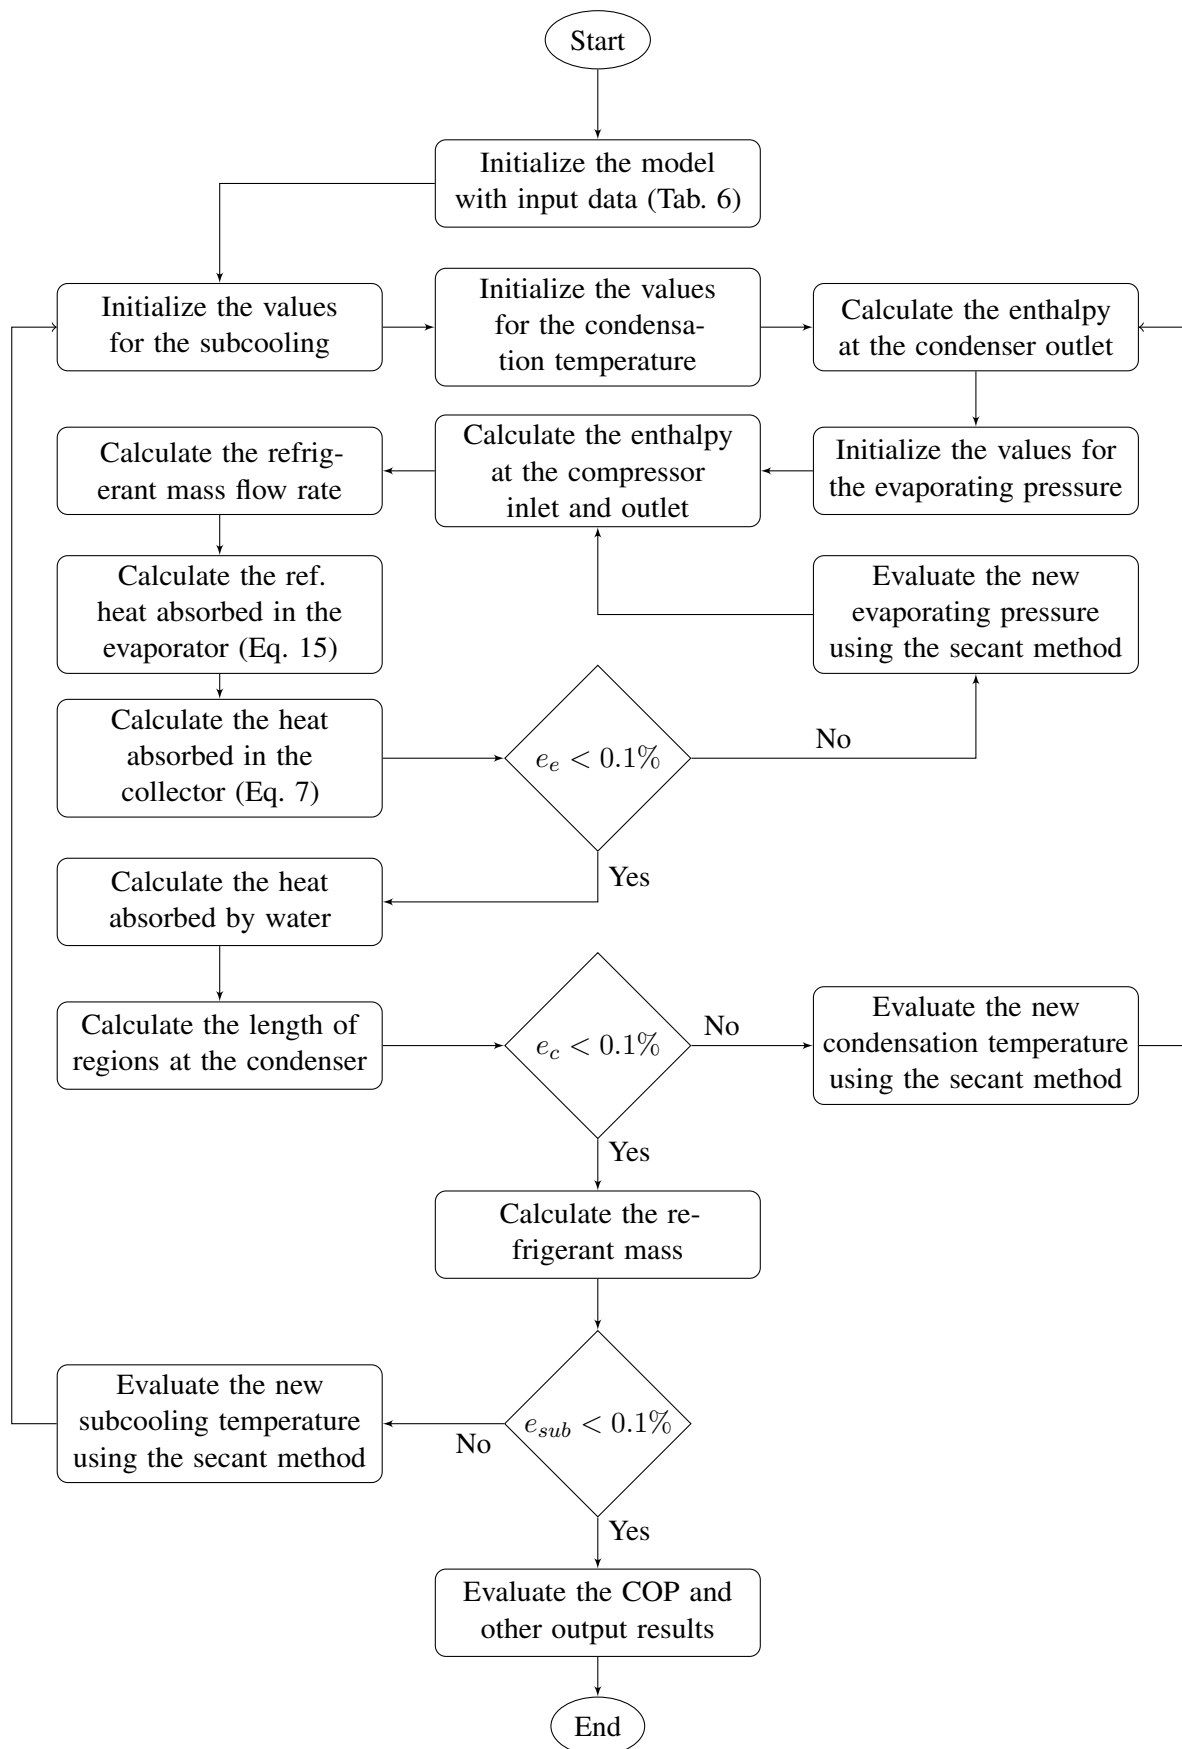 Start
Initialize the model
with input data (Tab. 6)
Initialize the values
for the subcooling
Initialize the values
for the condensa-
tion temperature
Calculate the enthalpy
at the condenser outlet
Calculate the refrig-
erant mass flow rate
Calculate the enthalpy
at the compressor
inlet and outlet
Initialize the values for
the evaporating pressure
Calculate the ref.
heat absorbed in the
evaporator (Eq. 15)
Evaluate the new
evaporating pressure
using the secant method
Calculate the heat
absorbed in the
collector (Eq. 7)
$e_e < 0.1\%$
No
Yes
Calculate the heat
absorbed by water
Calculate the length of
regions at the condenser
$e_c < 0.1\%$
No
Evaluate the new
condensation temperature
using the secant method
Yes
Calculate the re-
frigerant mass
Evaluate the new
subcooling temperature
using the secant method
No
$e_{sub} < 0.1\%$
Yes
Evaluate the COP and
other output results
End